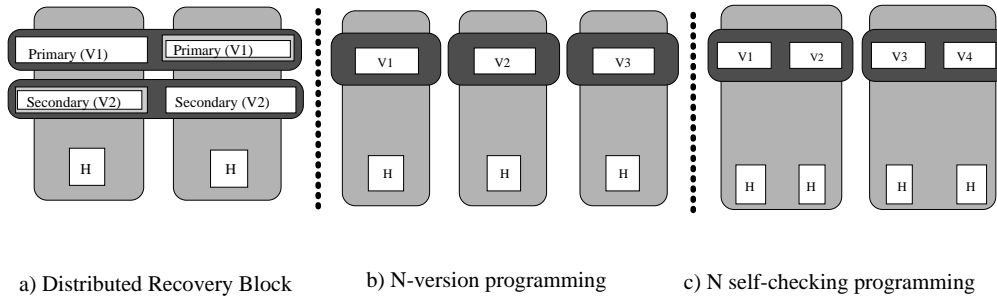 Primary (V1)
Primary (V1)
Secondary (V2)
Secondary (V2)
H
H
V1
V2
V3
H
H
H
V1
V2
V3
V4
H
H
H
H
a) Distributed Recovery Block
b) N-version programming
c) N self-checking programming